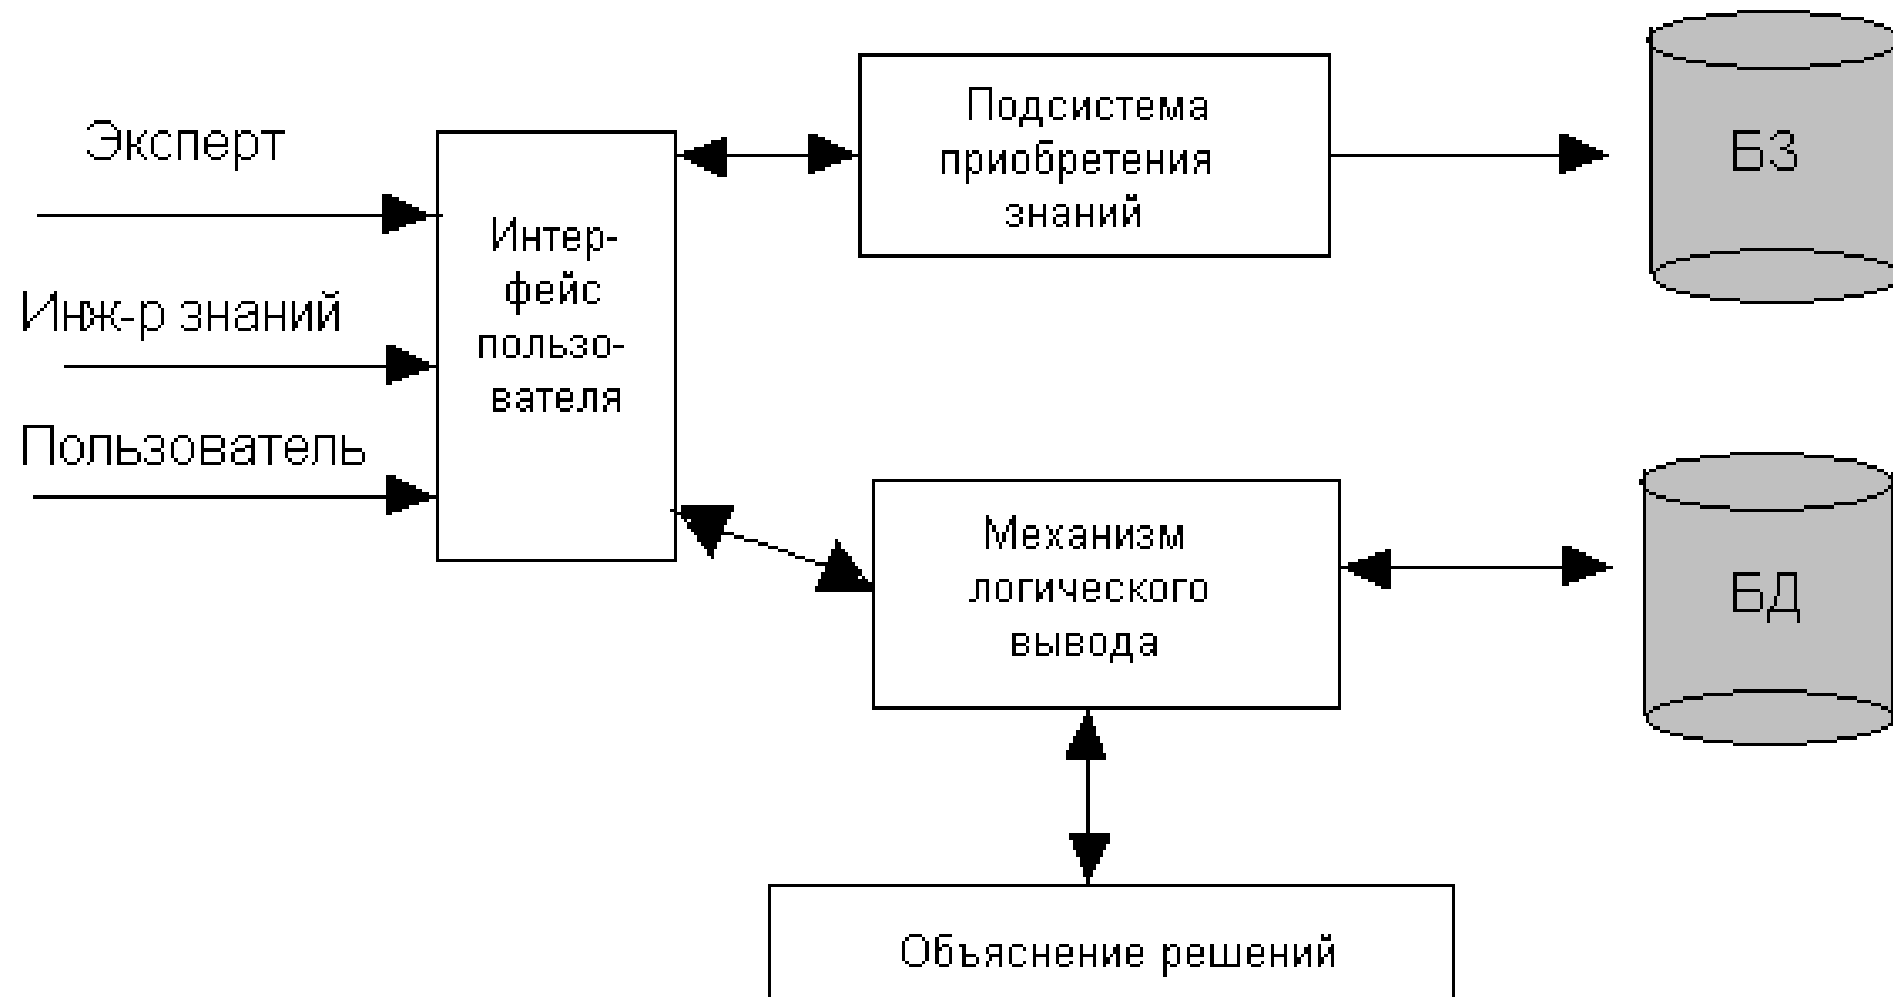 Эксперт
Инж-р знаний
Пользователь
Интер-
фейс
пользо-
вателя
Подсистема
приобретения
знаний
БЗ
Механизм
логического
вывода
БД
Объяснение решений